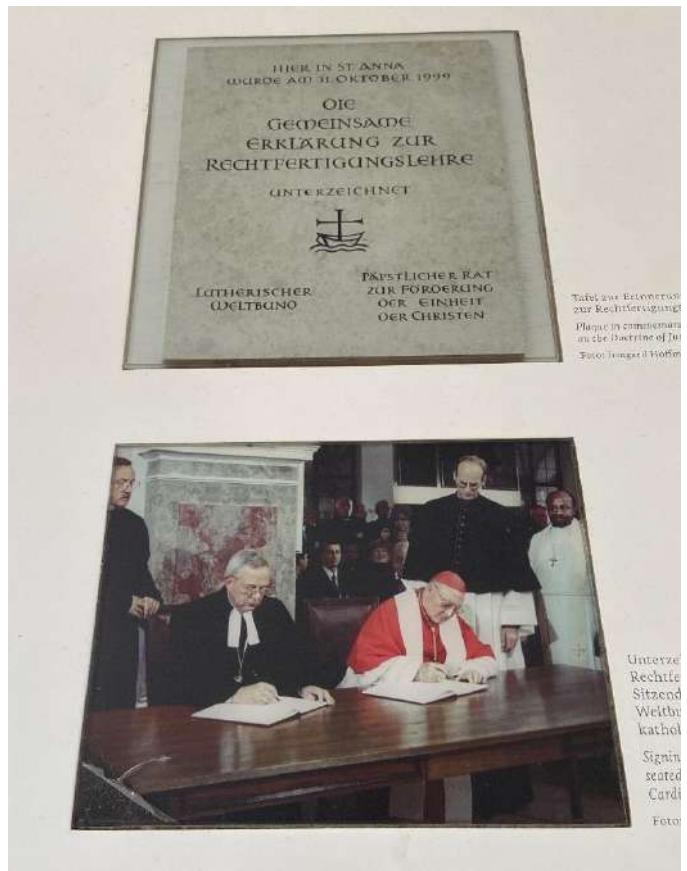 HIER IN ST. ANNA
WURDE AM 31. OKTOBER 1999
DIE
GEMEINSAME
ERKLÄRUNG ZUR
RECHTFERTIGUNGSLEHRE
UNTERZEICHNET
LUTHERISCHER
WELTBUND
PÄPSTLICHER RAT
ZUR FÖRDERUNG
DER EINHEIT
DER CHRISTEN
Tafel zur Erinnerun
zur Rechtfertigungs
Plaque in commemora
on the Doctrine of Jus
Foto: Irmgard Hoffm
Unterze
Rechtfe
Sitzend
Weltbu
kathol
Signin
seated
Cardi
Foto